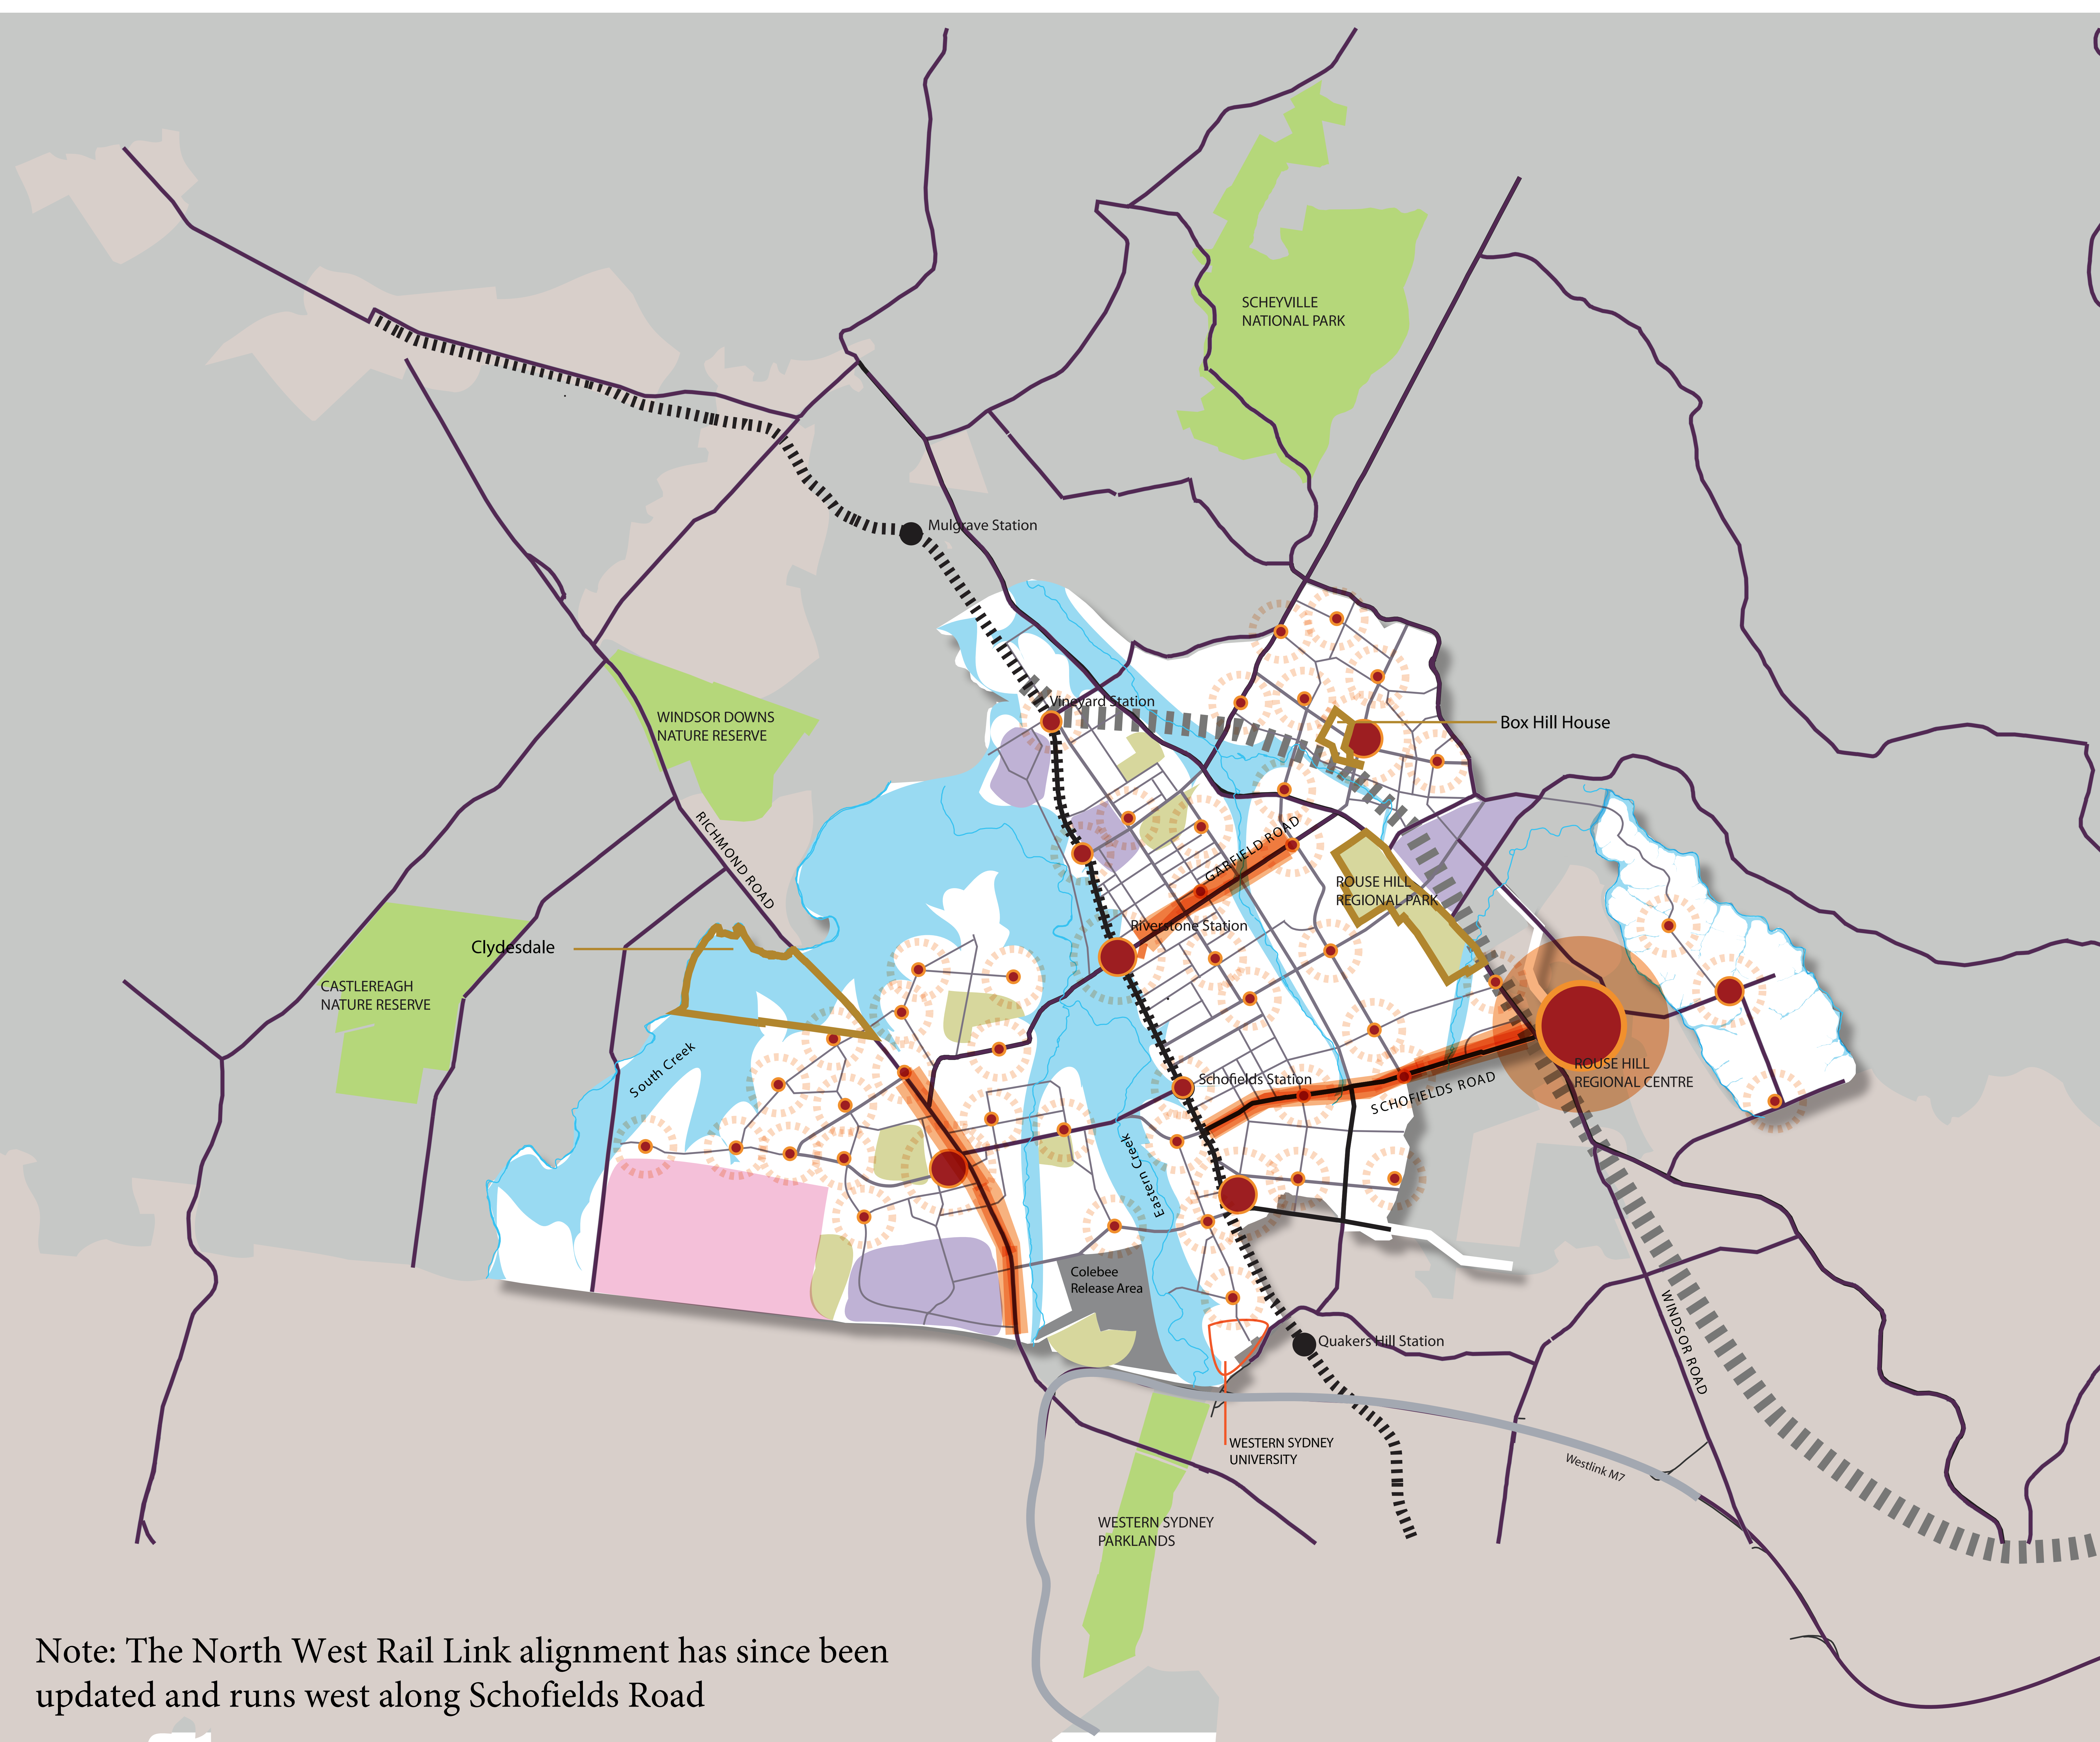 SCHEYVILLE
NATIONAL PARK
Mulgrave Station
Vineyard Station
Box Hill House
WINDSOR DOWNS
NATURE RESERVE
RICHMOND ROAD
GARFIELD ROAD
ROUSE HILL
REGIONAL PARK
Riverstone Station
Clydesdale
CASTLEREAGH
NATURE RESERVE
South Creek
Schofields Station
SCHOFIELDS ROAD
ROUSE HILL
REGIONAL CENTRE
Eastern Creek
Colebee
Release Area
WINDSOR ROAD
Quakers Hill Station
WESTERN SYDNEY
UNIVERSITY
Westlink M7
WESTERN SYDNEY
PARKLANDS
Note: The North West Rail Link alignment has since been
updated and runs west along Schofields Road